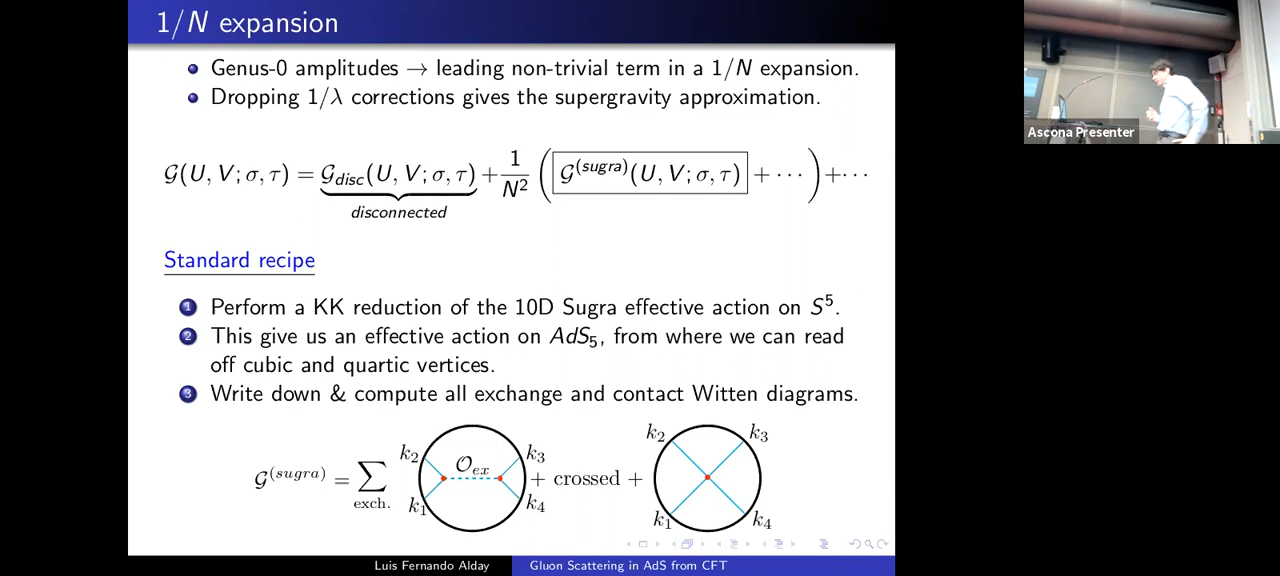 1/N expansion
Genus-0 amplitudes → leading non-trivial term in a 1/N expansion.
Dropping 1/λ corrections gives the supergravity approximation.
𝒢(U, V; σ, τ) = 𝒢_disc(U, V; σ, τ) + 1/N² ( 𝒢^(sugra)(U, V; σ, τ) + ··· ) + ···
disconnected
Standard recipe
1 Perform a KK reduction of the 10D Sugra effective action on S⁵.
2 This give us an effective action on AdS₅, from where we can read
off cubic and quartic vertices.
3 Write down & compute all exchange and contact Witten diagrams.
𝒢^(sugra) = ∑ exch. k₂ k₁ 𝒪_ex k₃ k₄ + crossed + k₂ k₃ k₁ k₄
Luis Fernando Alday Gluon Scattering in AdS from CFT
Ascona Presenter